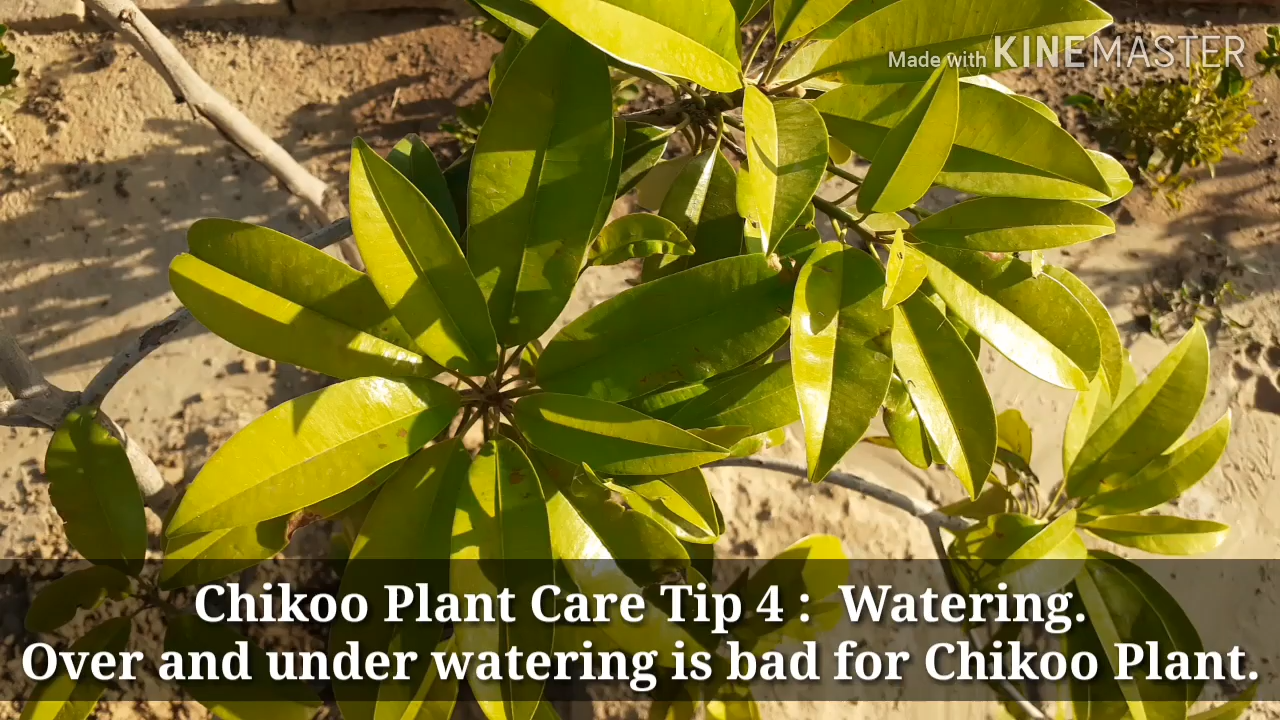 Made with KINEMASTER
Chikoo Plant Care Tip 4 :  Watering.
Over and under watering is bad for Chikoo Plant.